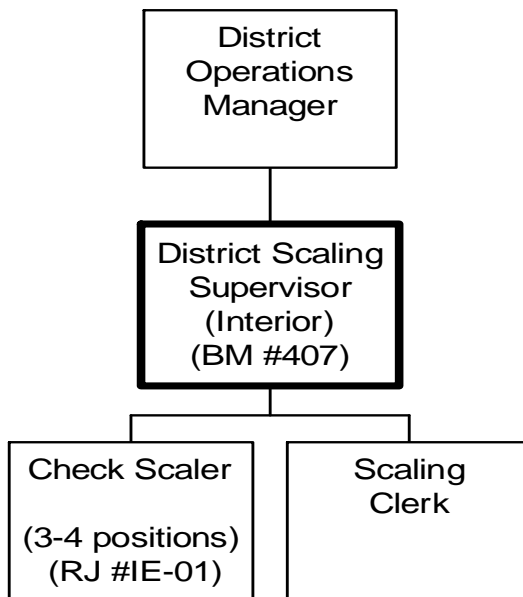 District
Operations
Manager
District Scaling
Supervisor
(Interior)
(BM #407)
Check Scaler
(3-4 positions)
(RJ #IE-01)
Scaling
Clerk